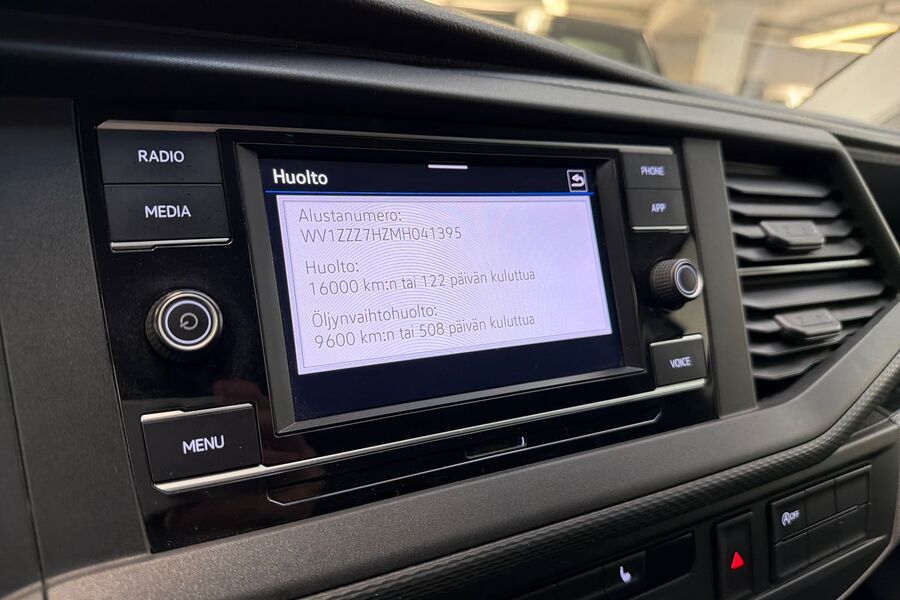 RADIO
MEDIA
MENU
Huolto
Alustanumero:
WV1ZZZ7HZMH041395
Huolto:
16000 km:n tai 122 päivän kuluttua
Öljynvaihtohuolto:
9600 km:n tai 508 päivän kuluttua
PHONE
APP
VOICE
A OFF